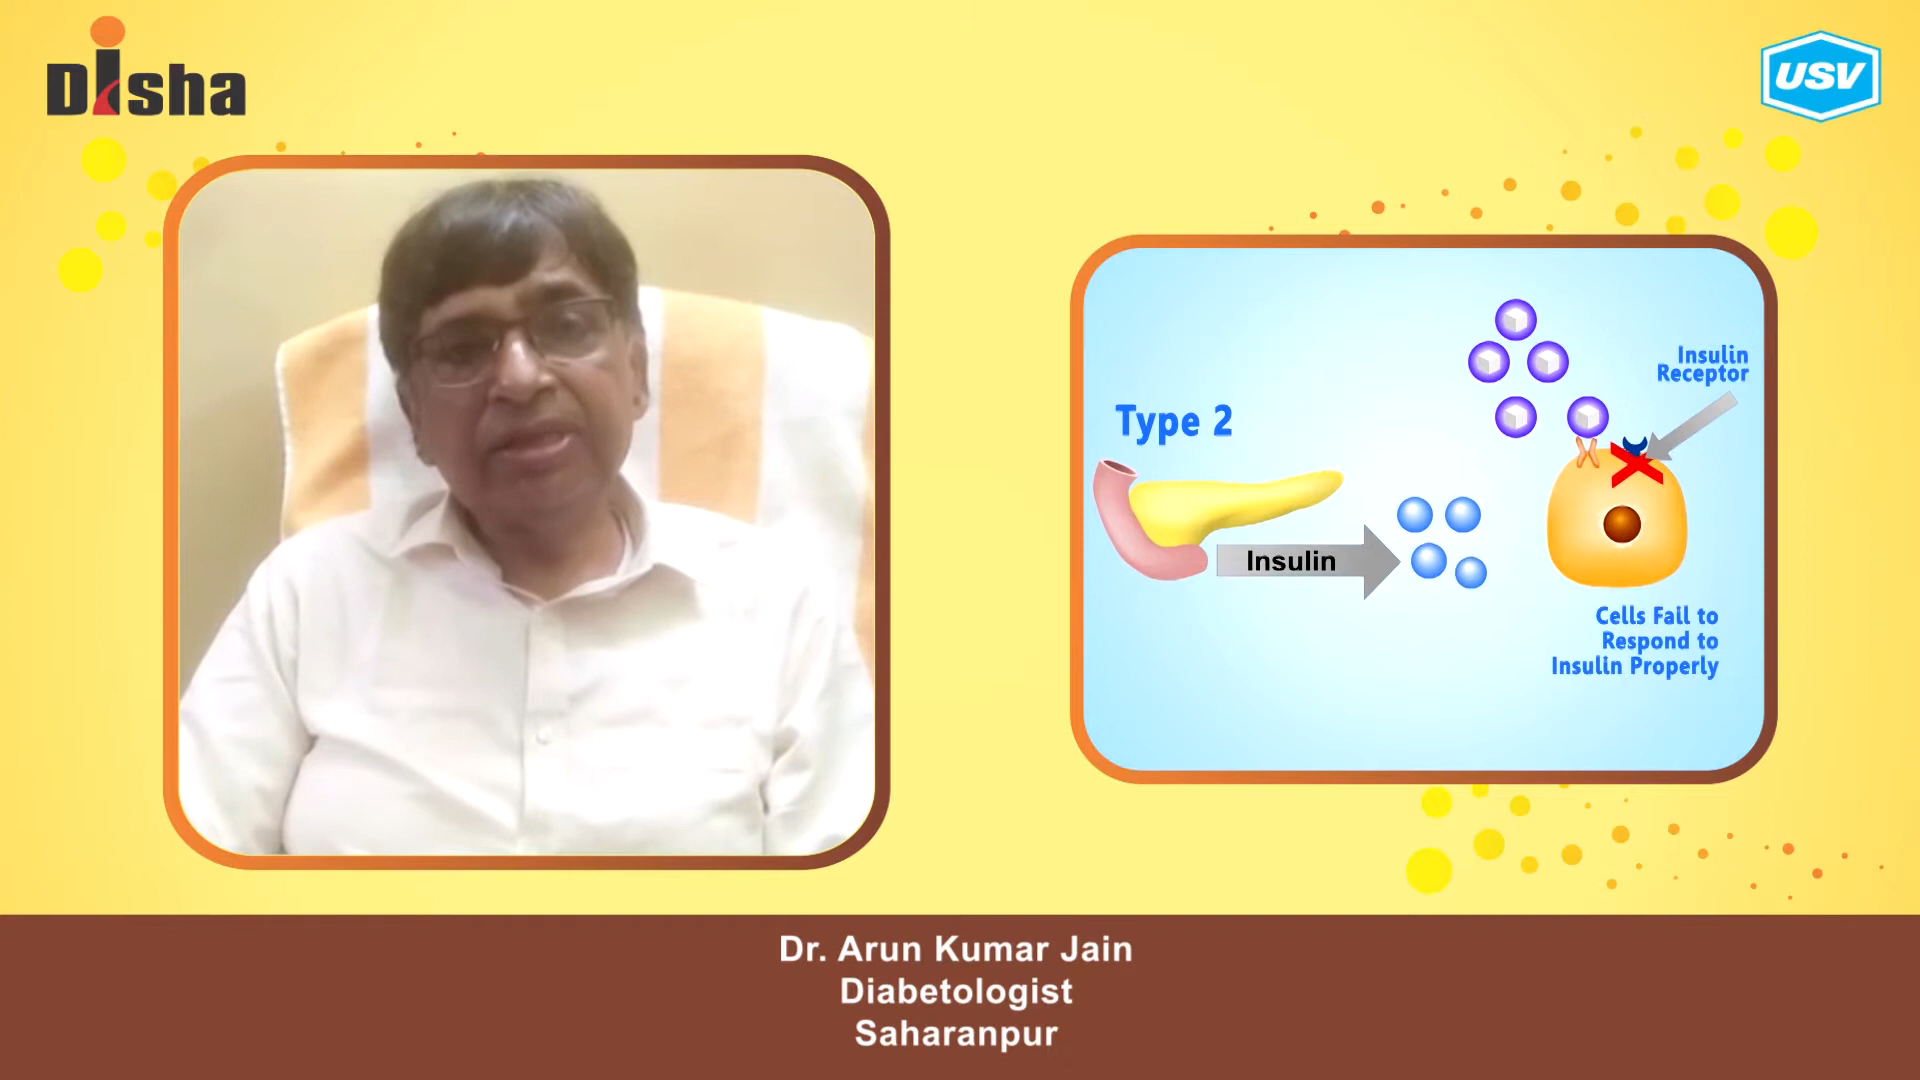 Disha
USV
Type 2
Insulin
Receptor
Insulin
Cells Fail to
Respond to
Insulin Properly
Dr. Arun Kumar Jain
Diabetologist
Saharanpur